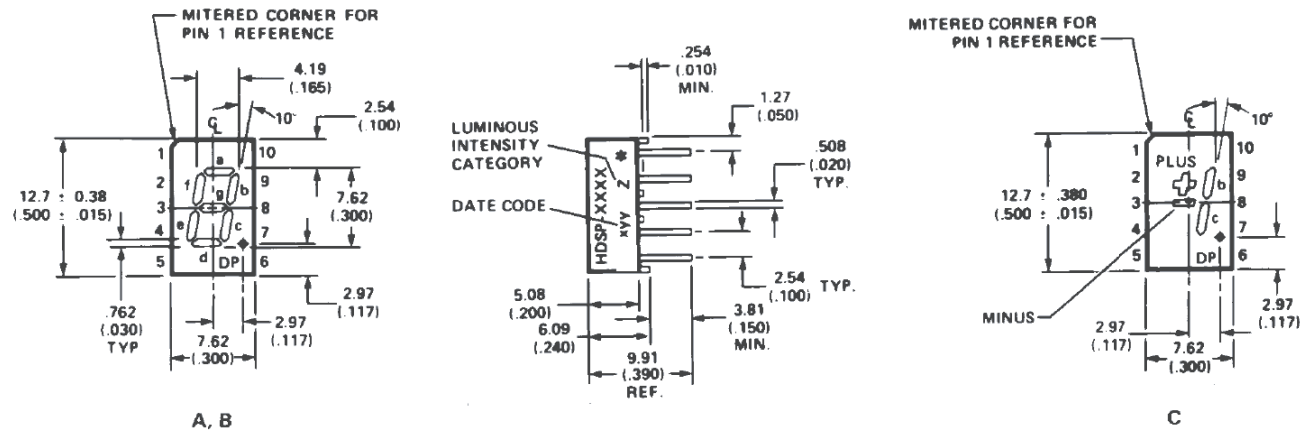 MITERED CORNER FOR
PIN 1 REFERENCE
4.19
(.165)
2.54
(.100)
10°
℄
1
10
a
2
9
f
b
g
12.7 ± 0.38
(.500 ± .015)
3
8
7.62
(.300)
e
c
4
7
d
DP
5
6
.762
(.030)
TYP
2.97
(.117)
2.97
(.117)
7.62
(.300)
A, B
.254
(.010)
MIN.
1.27
(.050)
LUMINOUS
INTENSITY
CATEGORY
.508
(.020)
TYP.
DATE CODE
HDSP-XXXX
xYY Z *
2.54
(.100)
TYP.
5.08
(.200)
3.81
(.150)
MIN.
6.09
(.240)
9.91
(.390)
REF.
MITERED CORNER FOR
PIN 1 REFERENCE
℄
10°
1
10
PLUS
2
9
b
12.7 ± .380
(.500 ± .015)
3
8
c
4
7
5
DP
6
MINUS
2.97
(.117)
2.97
(.117)
7.62
(.300)
C